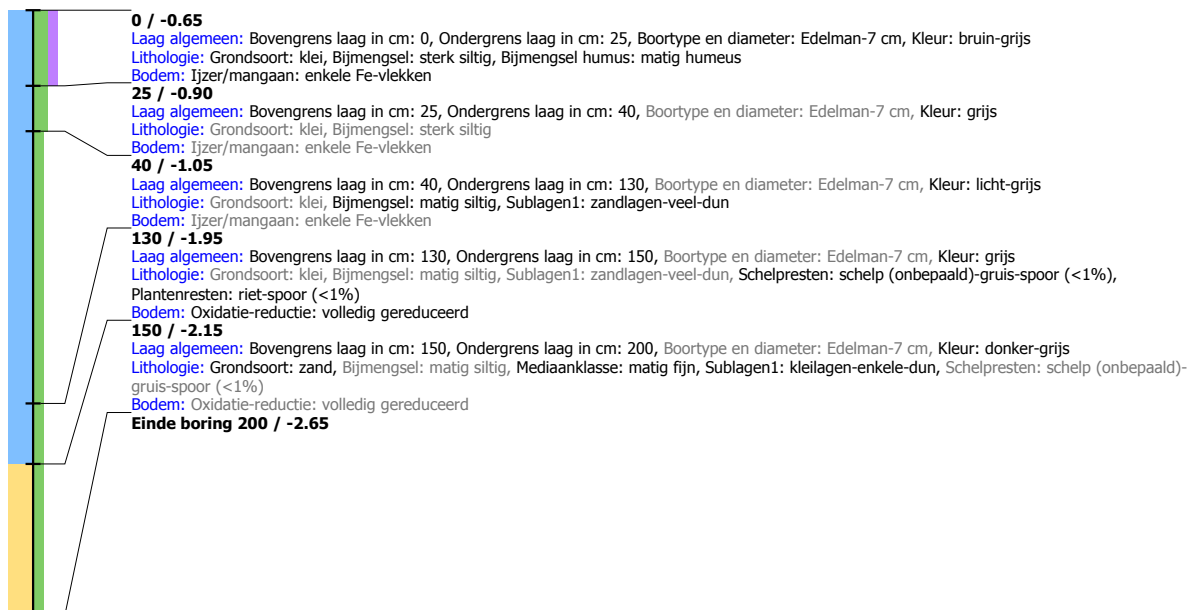 0 / -0.65
Laag algemeen: Bovengrens laag in cm: 0, Ondergrens laag in cm: 25, Boortype en diameter: Edelman-7 cm, Kleur: bruin-grijs
Lithologie: Grondsoort: klei, Bijmengsel: sterk siltig, Bijmengsel humus: matig humeus
Bodem: Ijzer/mangaan: enkele Fe-vlekken
25 / -0.90
Laag algemeen: Bovengrens laag in cm: 25, Ondergrens laag in cm: 40, Boortype en diameter: Edelman-7 cm, Kleur: grijs
Lithologie: Grondsoort: klei, Bijmengsel: sterk siltig
Bodem: Ijzer/mangaan: enkele Fe-vlekken
40 / -1.05
Laag algemeen: Bovengrens laag in cm: 40, Ondergrens laag in cm: 130, Boortype en diameter: Edelman-7 cm, Kleur: licht-grijs
Lithologie: Grondsoort: klei, Bijmengsel: matig siltig, Sublagen1: zandlagen-veel-dun
Bodem: Ijzer/mangaan: enkele Fe-vlekken
130 / -1.95
Laag algemeen: Bovengrens laag in cm: 130, Ondergrens laag in cm: 150, Boortype en diameter: Edelman-7 cm, Kleur: grijs
Lithologie: Grondsoort: klei, Bijmengsel: matig siltig, Sublagen1: zandlagen-veel-dun, Schelpresten: schelp (onbepaald)-gruis-spoor (<1%),
Plantenresten: riet-spoor (<1%)
Bodem: Oxidatie-reductie: volledig gereduceerd
150 / -2.15
Laag algemeen: Bovengrens laag in cm: 150, Ondergrens laag in cm: 200, Boortype en diameter: Edelman-7 cm, Kleur: donker-grijs
Lithologie: Grondsoort: zand, Bijmengsel: matig siltig, Mediaanklasse: matig fijn, Sublagen1: kleilagen-enkele-dun, Schelpresten: schelp (onbepaald)-
gruis-spoor (<1%)
Bodem: Oxidatie-reductie: volledig gereduceerd
Einde boring 200 / -2.65